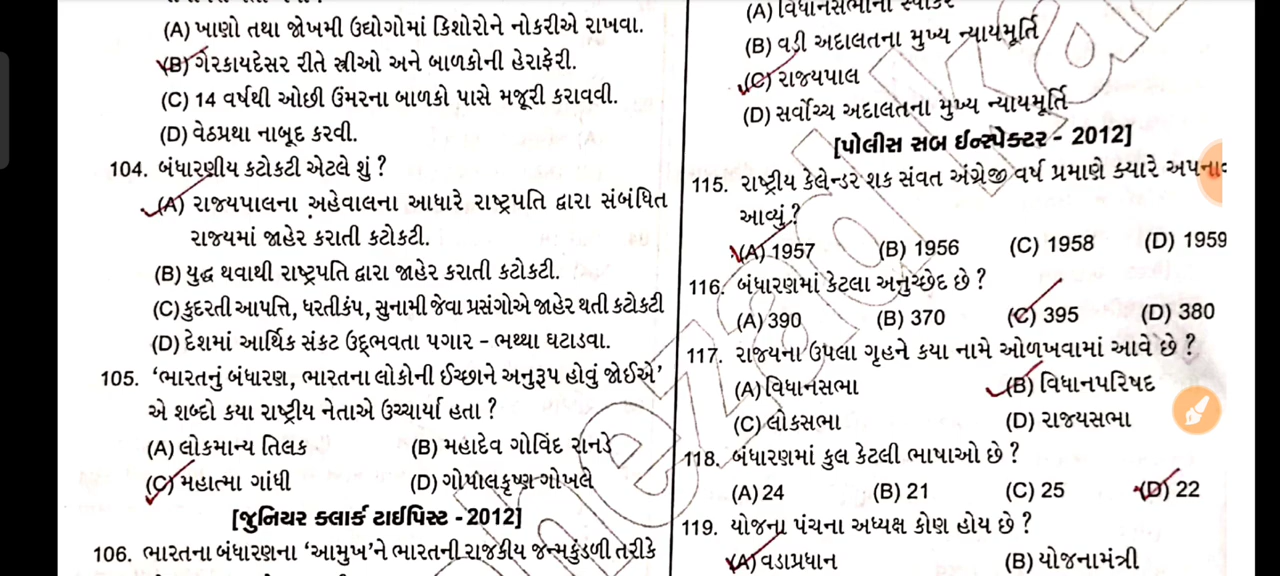 (A) ખાણો તથા જોખમી ઉદ્યોગોમાં કિશોરોને નોકરીએ રાખવા.
(B) ગેરકાયદેસર રીતે સ્ત્રીઓ અને બાળકોની હેરાફેરી.
(C) 14 વર્ષથી ઓછી ઉંમરના બાળકો પાસે મજૂરી કરાવવી.
(D) વેઠપ્રથા નાબૂદ કરવી.
104. બંધારણીય કટોકટી એટલે શું ?
(A) રાજ્યપાલના અહેવાલના આધારે રાષ્ટ્રપતિ દ્વારા સંબંધિત
રાજ્યમાં જાહેર કરાતી કટોકટી.
(B) યુદ્ધ થવાથી રાષ્ટ્રપતિ દ્વારા જાહેર કરાતી કટોકટી.
(C) કુદરતી આપત્તિ, ધરતીકંપ, સુનામી જેવા પ્રસંગોએ જાહેર થતી કટોકટી
(D) દેશમાં આર્થિક સંકટ ઉદ્ભવતા પગાર – ભથ્થા ઘટાડવા.
105. ‘ભારતનું બંધારણ, ભારતના લોકોની ઈચ્છાને અનુરૂપ હોવું જોઈએ’
એ શબ્દો કયા રાષ્ટ્રીય નેતાએ ઉચ્ચાર્યા હતા ?
(A) લોકમાન્ય તિલક (B) મહાદેવ ગોવિંદ રાનડે
(C) મહાત્મા ગાંધી (D) ગોપાલકૃષ્ણ ગોખલે
[જુનિયર ક્લાર્ક ટાઈપિસ્ટ - 2012]
106. ભારતના બંધારણના ‘આમુખ’ને ભારતની રાજકીય જન્મકુંડળી તરીકે
(A) વિધાનસભાના સ્પીકર
(B) વડી અદાલતના મુખ્ય ન્યાયમૂર્તિ
(C) રાજ્યપાલ
(D) સર્વોચ્ચ અદાલતના મુખ્ય ન્યાયમૂર્તિ
[પોલીસ સબ ઈન્સ્પેક્ટર - 2012]
115. રાષ્ટ્રીય કેલેન્ડર શક સંવત અંગ્રેજી વર્ષ પ્રમાણે ક્યારે
આવ્યું ?
(A) 1957 (B) 1956 (C) 1958 (D) 1959
116. બંધારણમાં કેટલા અનુચ્છેદ છે ?
(A) 390 (B) 370 (C) 395 (D) 380
117. રાજ્યના ઉપલા ગૃહને કયા નામે ઓળખવામાં આવે છે ?
(A) વિધાનસભા (B) વિધાનપરિષદ
(C) લોકસભા (D) રાજ્યસભા
118. બંધારણમાં કુલ કેટલી ભાષાઓ છે ?
(A) 24 (B) 21 (C) 25 (D) 22
119. યોજના પંચના અધ્યક્ષ કોણ હોય છે ?
(A) વડાપ્રધાન (B) યોજનામંત્રી